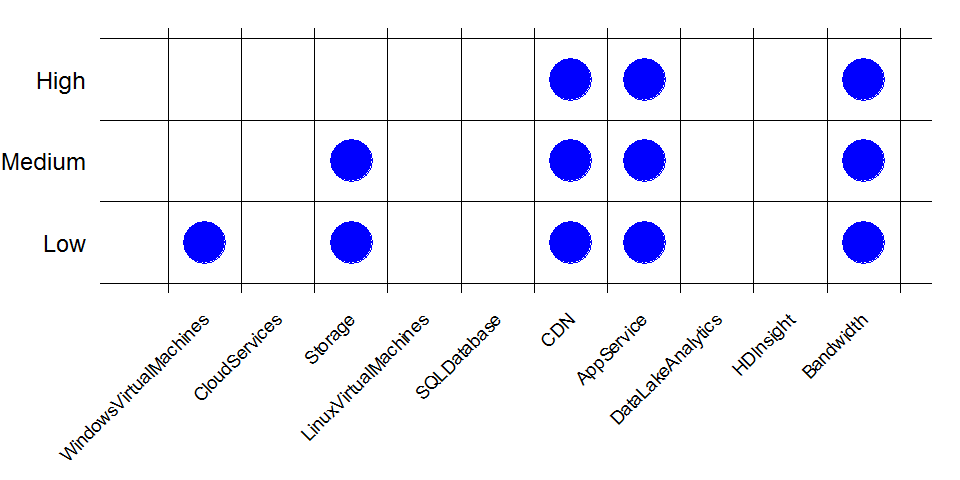 High
Medium
Low
WindowsVirtualMachines
CloudServices
Storage
LinuxVirtualMachines
SQLDatabase
CDN
AppService
DataLakeAnalytics
HDInsight
Bandwidth